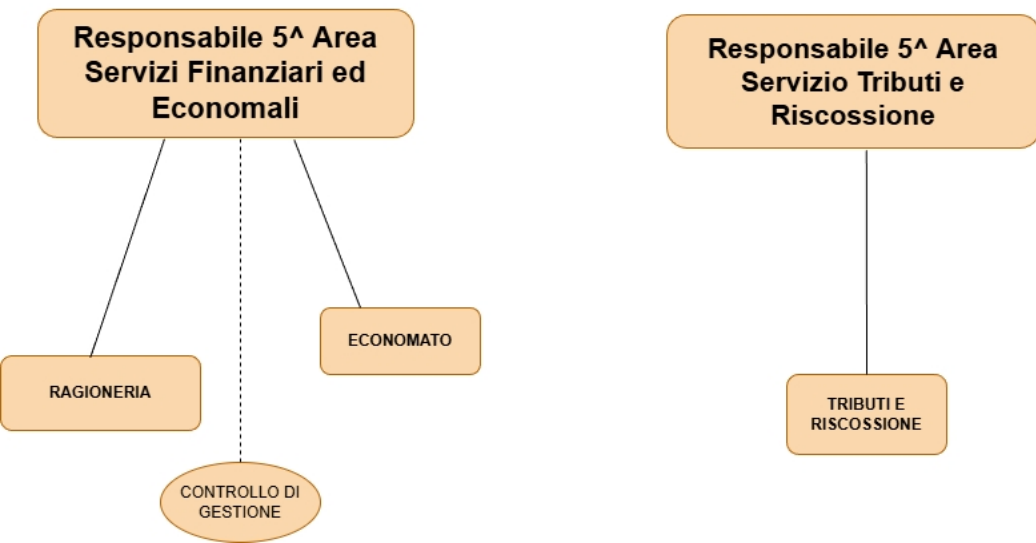 Responsabile 5^ Area
Servizi Finanziari ed
Economali
Responsabile 5^ Area
Servizio Tributi e
Riscossione
ECONOMATO
RAGIONERIA
TRIBUTI E
RISCOSSIONE
CONTROLLO DI
GESTIONE